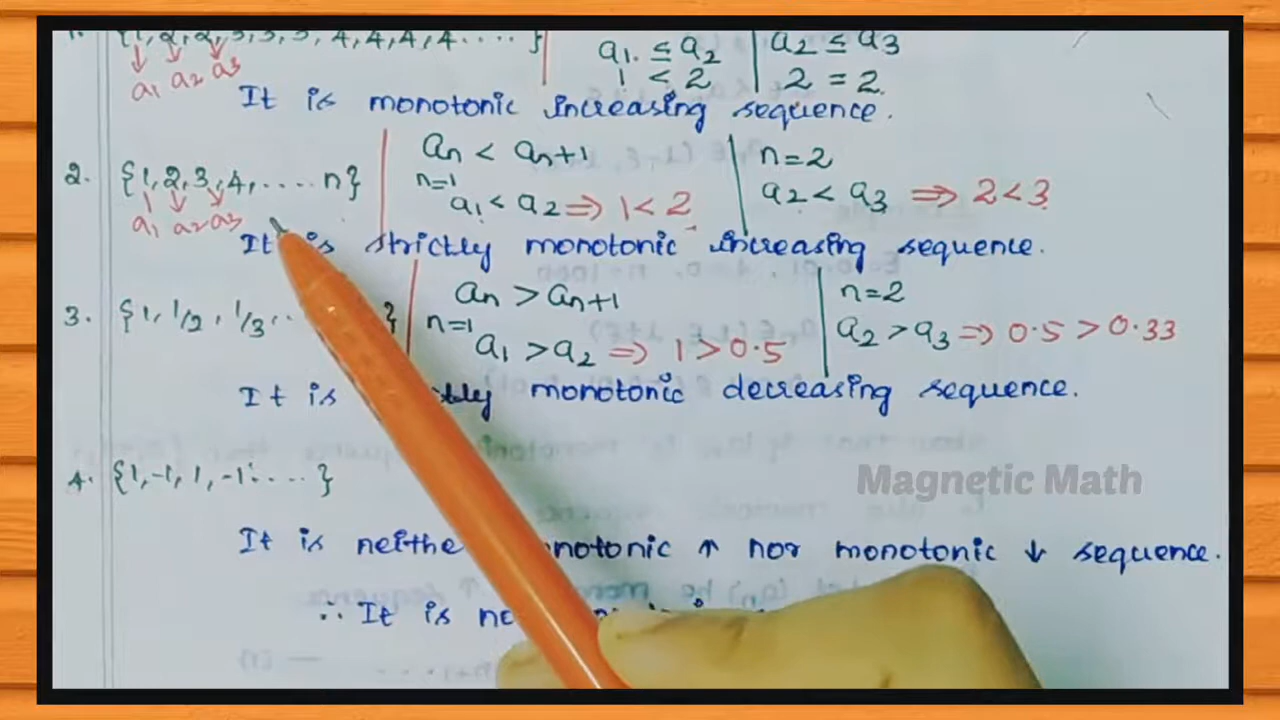 1. {1, 2, 2, 3, 3, 3, 4, 4, 4, 4 .... }
a1. ≤ a2
a2 ≤ a3
a1 a2 a3
1 < 2
2 = 2.
It is monotonic increasing sequence.
2. {1, 2, 3, 4, .... n}
an < an+1
n=2
n=1
a1 < a2 ⇒ 1 < 2
a2 < a3 ⇒ 2 < 3
a1 a2 a3
It is strictly monotonic increasing sequence.
3. {1, 1/2, 1/3, .. }
an > an+1
n=2
n=1
a1 > a2 ⇒ 1 > 0.5
a2 > a3 ⇒ 0.5 > 0.33
It is monotonic decreasing sequence.
4. {1, -1, 1, -1 .... }
Magnetic Math
It is monotonic ↑ nor monotonic ↓ sequence.
∴ It is